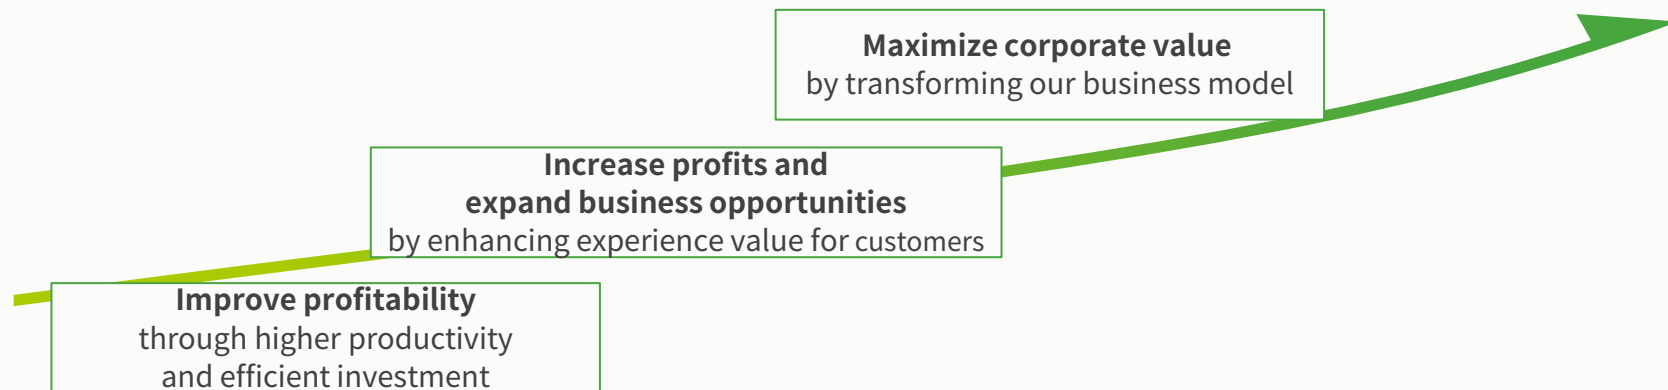 Maximize corporate value
by transforming our business model
Increase profits and
expand business opportunities
by enhancing experience value for customers
Improve profitability
through higher productivity
and efficient investment